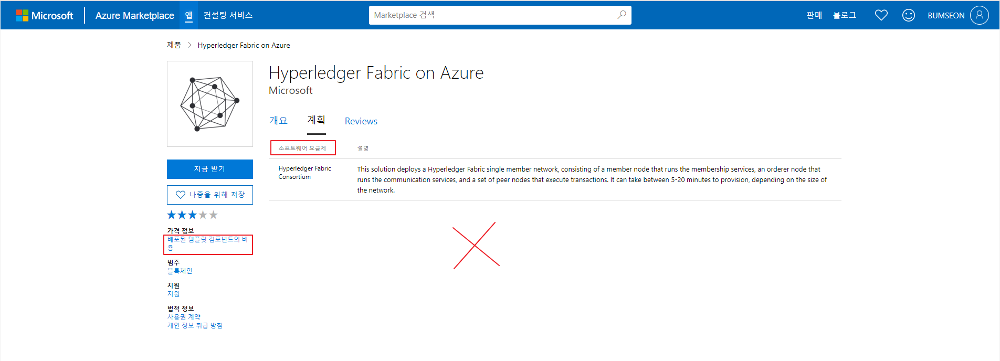 Microsoft Azure Marketplace 앱 컨설팅 서비스 Marketplace 검색 판매 블로그 BUMSEON
제품 > Hyperledger Fabric on Azure
Hyperledger Fabric on Azure
Microsoft
개요 계획 Reviews
소프트웨어 요금제 설명
Hyperledger Fabric
Consortium
This solution deploys a Hyperledger Fabric single member network, consisting of a member node that runs the membership services, an orderer node that
runs the communication services, and a set of peer nodes that execute transactions. It can take between 5-20 minutes to provision, depending on the size of
the network.
지금 받기
나중을 위해 저장
가격 정보
배포된 템플릿 컴포넌트의 비
용
범주
블록체인
지원
지원
법적 정보
사용권 계약
개인 정보 취급 방침